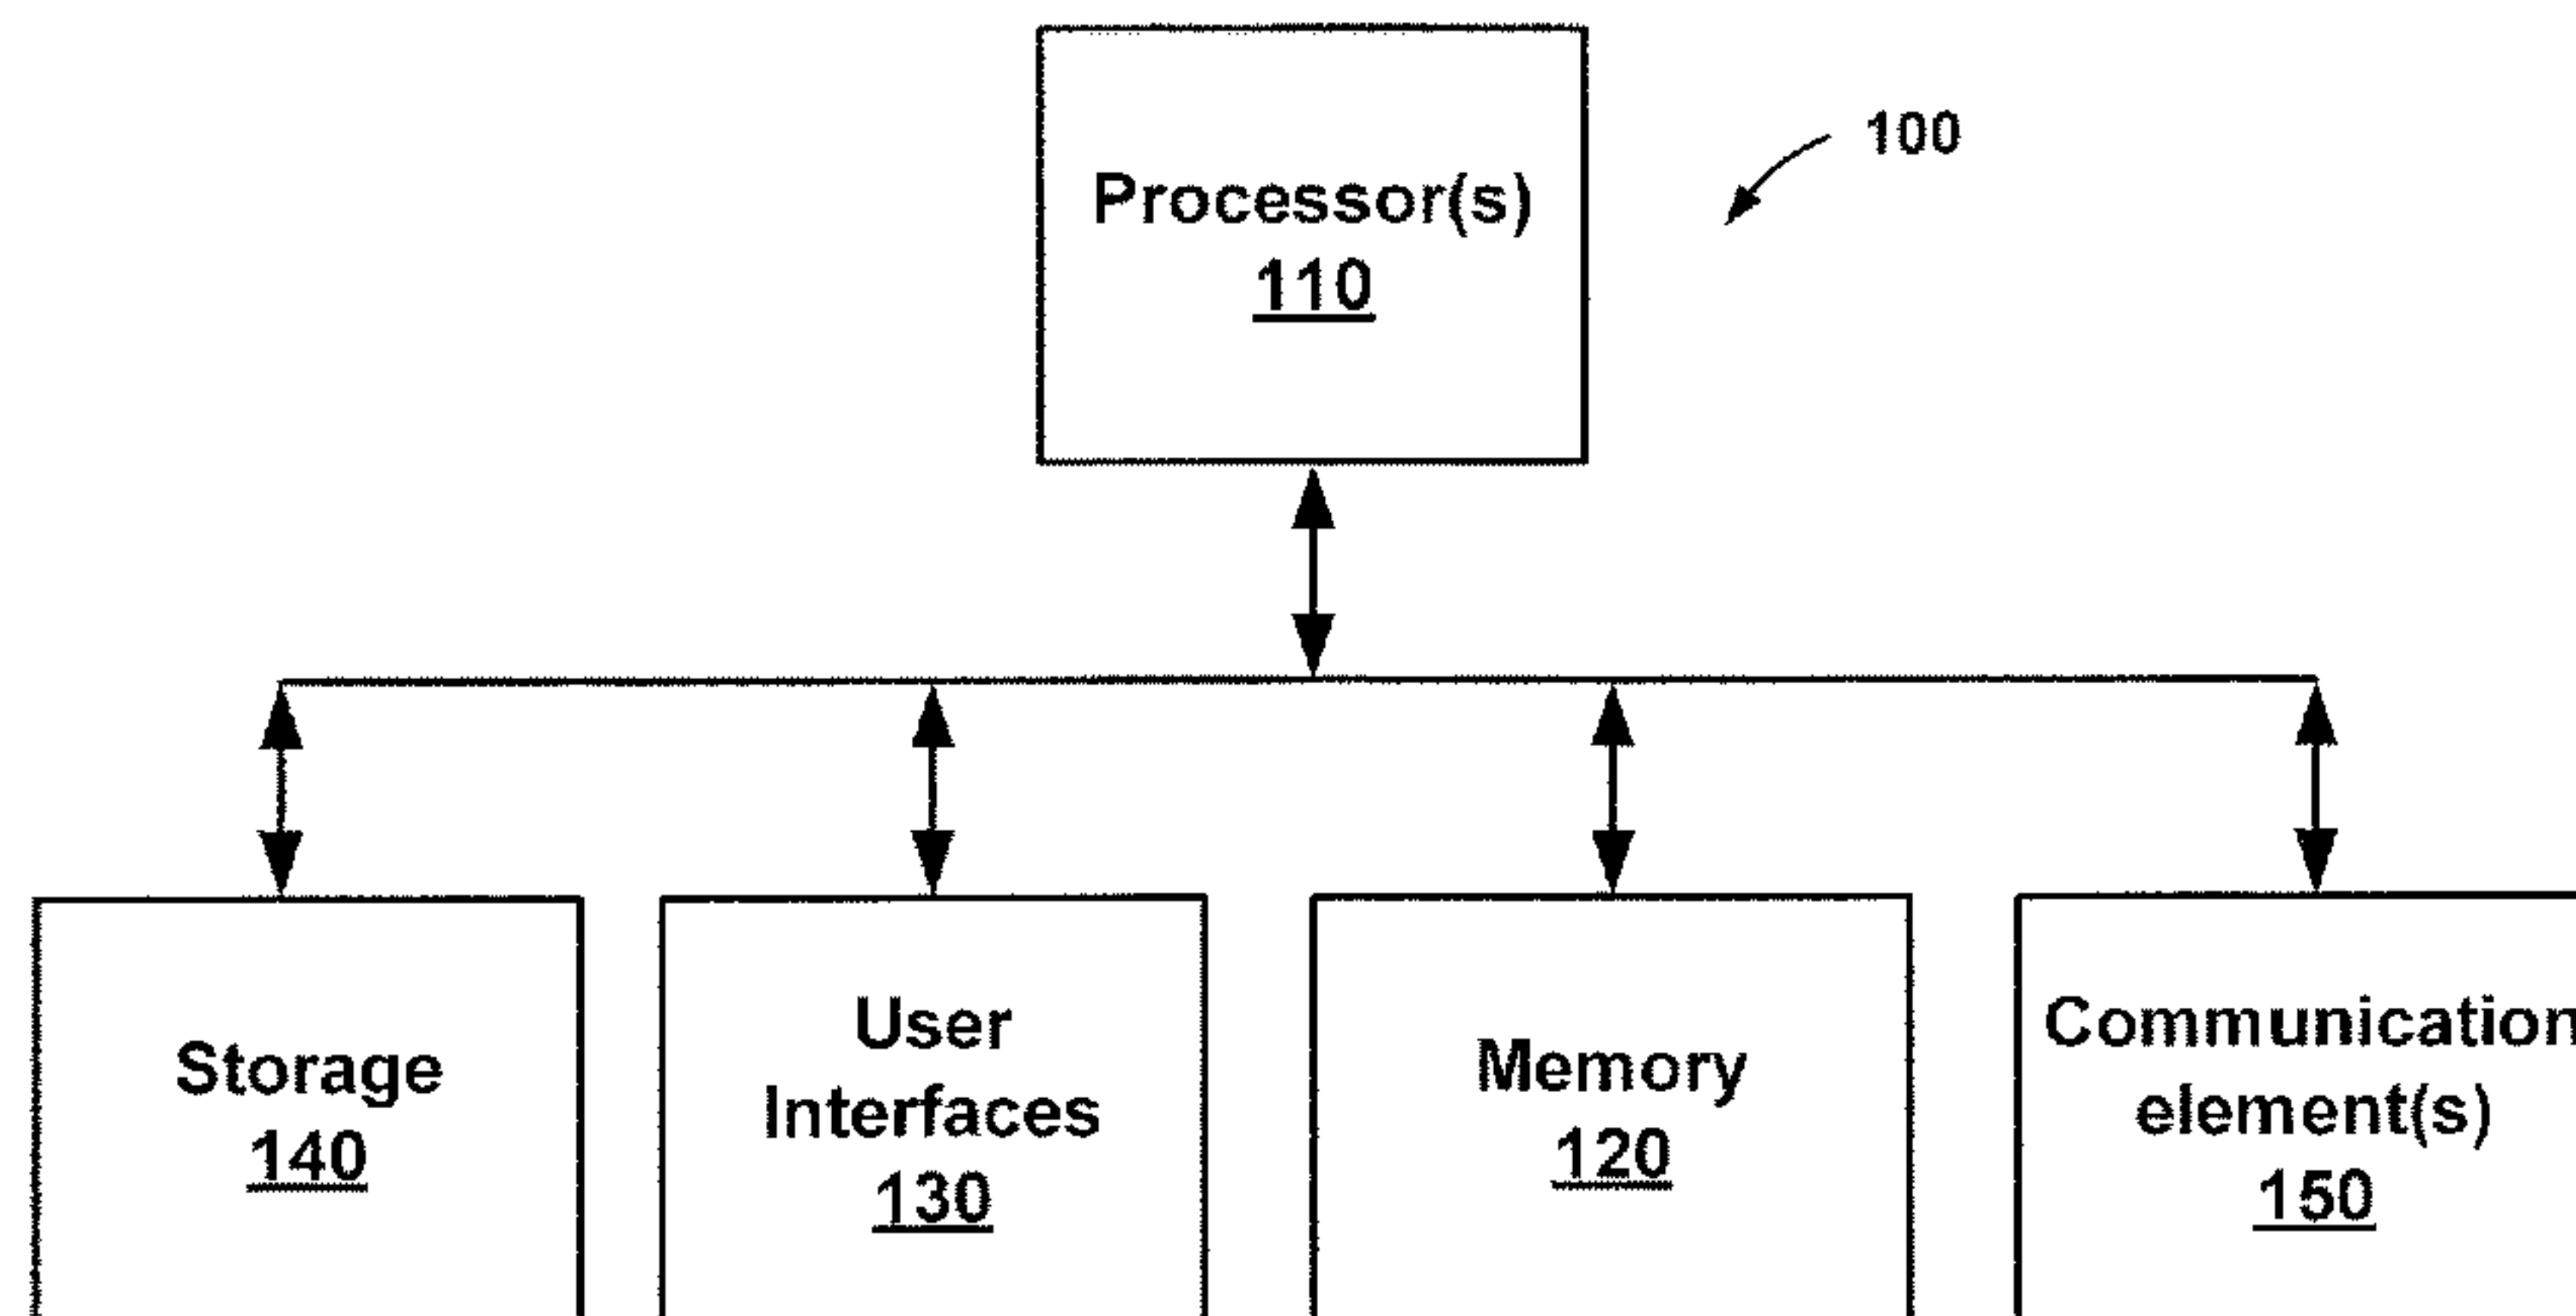 Processor(s)
110
100
Storage
140
User
Interfaces
130
Memory
120
Communication
element(s)
150